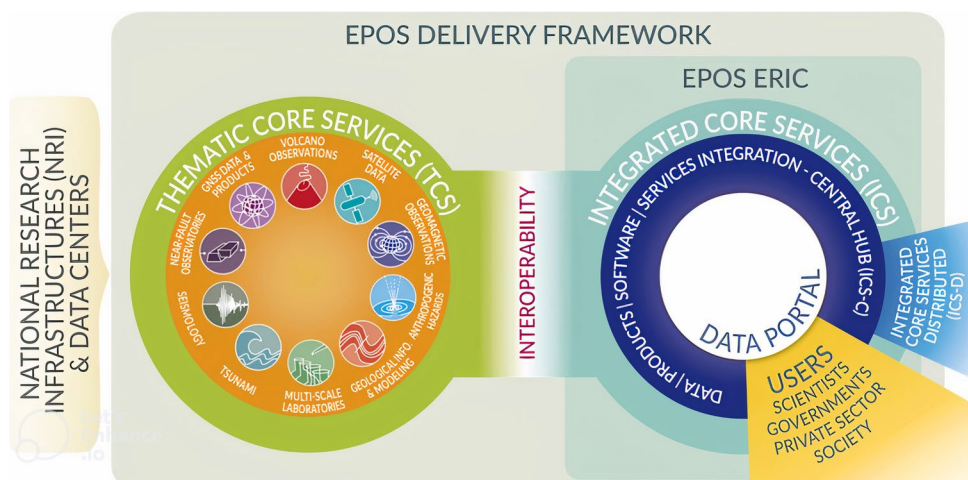 EPOS DELIVERY FRAMEWORK
EPOS ERIC
NATIONAL RESEARCH
INFRASTRUCTURES (NRI)
& DATA CENTERS
THEMATIC CORE SERVICES (TCS)
VOLCANO
OBSERVATIONS
SATELLITE
DATA
GEOMAGNETIC
OBSERVATIONS
ANTHROPOGENIC
HAZARDS
GEOLOGICAL INFO.
& MODELING
MULTI-SCALE
LABORATORIES
TSUNAMI
SEISMOLOGY
NEAR-FAULT
OBSERVATORIES
GNSS DATA &
PRODUCTS
INTEROPERABILITY
INTEGRATED CORE SERVICES (ICS)
DATA | PRODUCTS | SOFTWARE | SERVICES INTEGRATION - CENTRAL HUB (ICS-C)
DATA PORTAL
INTEGRATED
CORE SERVICES
DISTRIBUTED
(ICS-D)
USERS
SCIENTISTS
GOVERNMENTS
PRIVATE SECTOR
SOCIETY
Let's
Enhance
.io